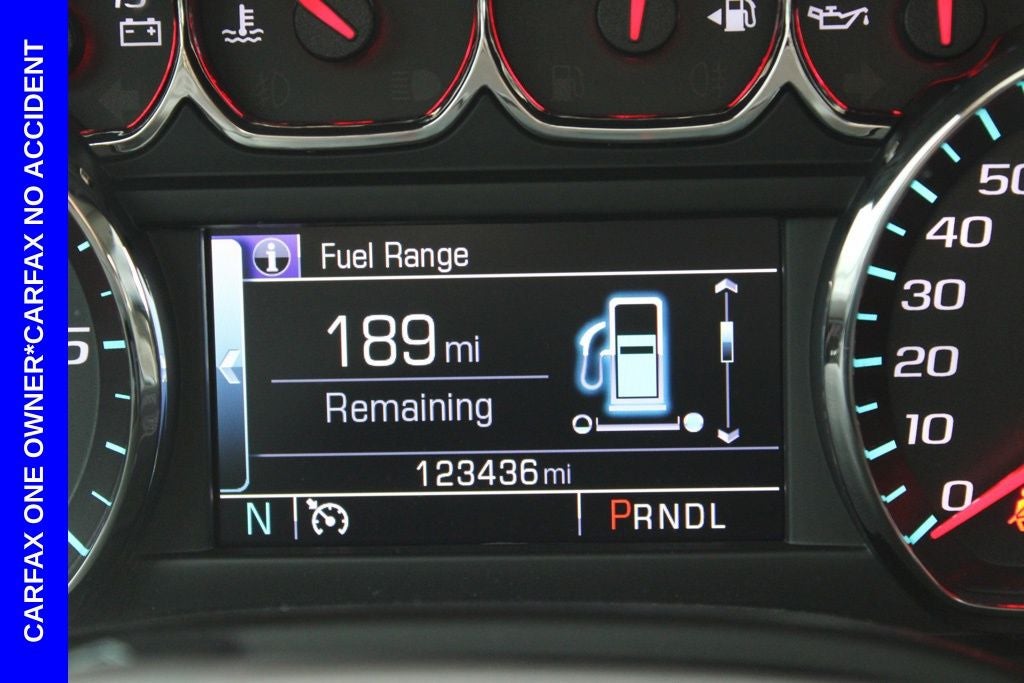 CARFAX ONE OWNER*CARFAX NO ACCIDENT
Fuel Range
189 mi
Remaining
123436 mi
N
PRNDL
50
40
30
20
10
0